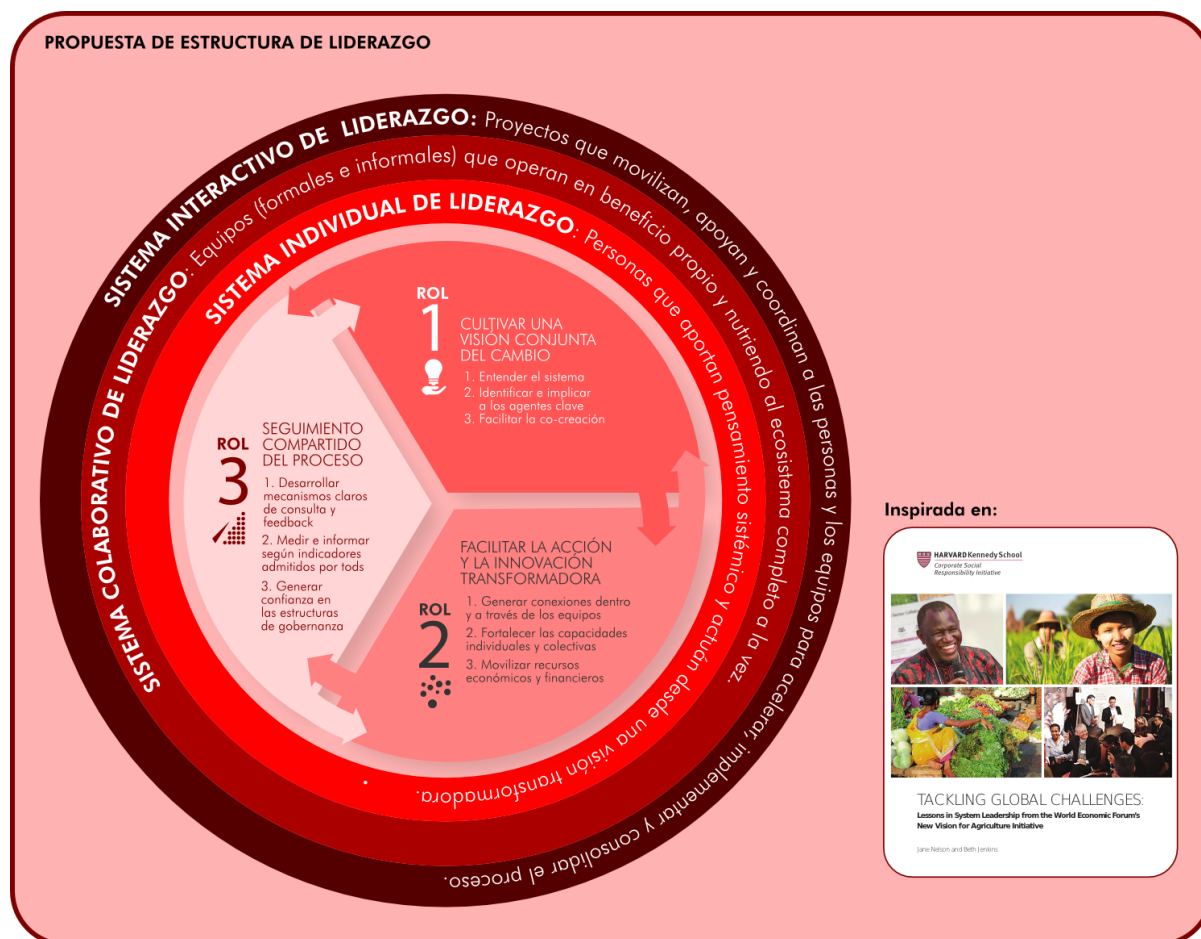 PROPUESTA DE ESTRUCTURA DE LIDERAZGO
SISTEMA INTERACTIVO DE LIDERAZGO: Proyectos que movilizan, apoyan y coordinan a las personas y los equipos para acelerar, implementar y consolidar el proceso.
SISTEMA COLABORATIVO DE LIDERAZGO: Equipos (formales e informales) que operan en beneficio propio y nutriendo al ecosistema completo a la vez.
SISTEMA INDIVIDUAL DE LIDERAZGO: Personas que aportan pensamiento sistémico y actuán desde una visión transformadora.
.
ROL
1
CULTIVAR UNA
VISIÓN CONJUNTA
DEL CAMBIO
1. Entender el sistema
2. Identificar e implicar
a los agentes clave
3. Facilitar la co-creación
ROL
2
FACILITAR LA ACCIÓN
Y LA INNOVACIÓN
TRANSFORMADORA
1. Generar conexiones dentro
y a través de los equipos
2. Fortalecer las capacidades
individuales y colectivas
3. Movilizar recursos
económicos y financieros
ROL
3
SEGUIMIENTO
COMPARTIDO
DEL PROCESO
1. Desarrollar
mecanismos claros
de consulta y
feedback
2. Medir e informar
según indicadores
admitidos por tods
3. Generar
confianza en
las estructuras
de gobernanza
Inspirada en:
HARVARD Kennedy School
Corporate Social
Responsibility Initiative
TACKLING GLOBAL CHALLENGES:
Lessons in System Leadership from the World Economic Forum's
New Vision for Agriculture Initiative
Jane Nelson and Beth Jenkins